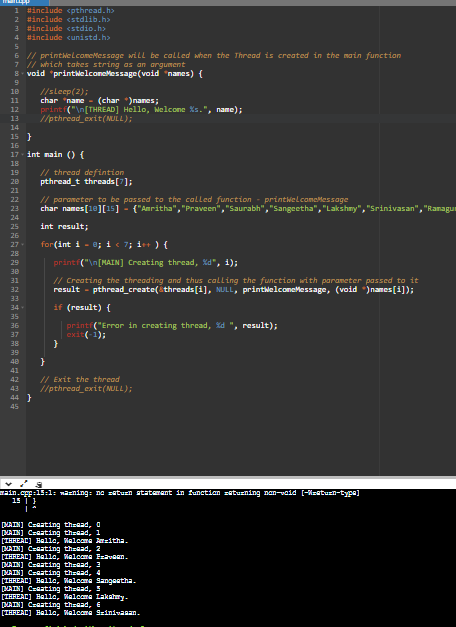 main.cpp
1 #include <pthread.h>
2 #include <stdlib.h>
3 #include <stdio.h>
4 #include <unistd.h>
5
6 // printWelcomeMessage will be called when the Thread is created in the main function
7 // which takes string as an argument
8 void *printWelcomeMessage(void *names) {
9
10 //sleep(2);
11 char *name = (char *)names;
12 printf("\n[THREAD] Hello, Welcome %s.", name);
13 //pthread_exit(NULL);
14
15 }
16
17 int main () {
18
19 // thread defintion
20 pthread_t threads[7];
21
22 // parameter to be passed to the called function - printWelcomeMessage
23 char names[10][15] = {"Amritha","Praveen","Saurabh","Sangeetha","Lakshmy","Srinivasan","Ramagu
24
25 int result;
26
27 for(int i = 0; i < 7; i++ ) {
28
29 printf("\n[MAIN] Creating thread, %d", i);
30
31 // Creating the threading and thus calling the function with parameter passed to it
32 result = pthread_create(&threads[i], NULL, printWelcomeMessage, (void *)names[i]);
33
34 if (result) {
35
36 printf("Error in creating thread, %d ", result);
37 exit(-1);
38 }
39
40 }
41
42 // Exit the thread
43 //pthread_exit(NULL);
44 }
45
main.cpp:15:1: warning: no return statement in function returning non-void [-Wreturn-type]
15 | }
| ^
[MAIN] Creating thread, 0
[MAIN] Creating thread, 1
[THREAD] Hello, Welcome Amritha.
[MAIN] Creating thread, 2
[THREAD] Hello, Welcome Praveen.
[MAIN] Creating thread, 3
[MAIN] Creating thread, 4
[THREAD] Hello, Welcome Sangeetha.
[MAIN] Creating thread, 5
[THREAD] Hello, Welcome Lakshmy.
[MAIN] Creating thread, 6
[THREAD] Hello, Welcome Srinivasan.